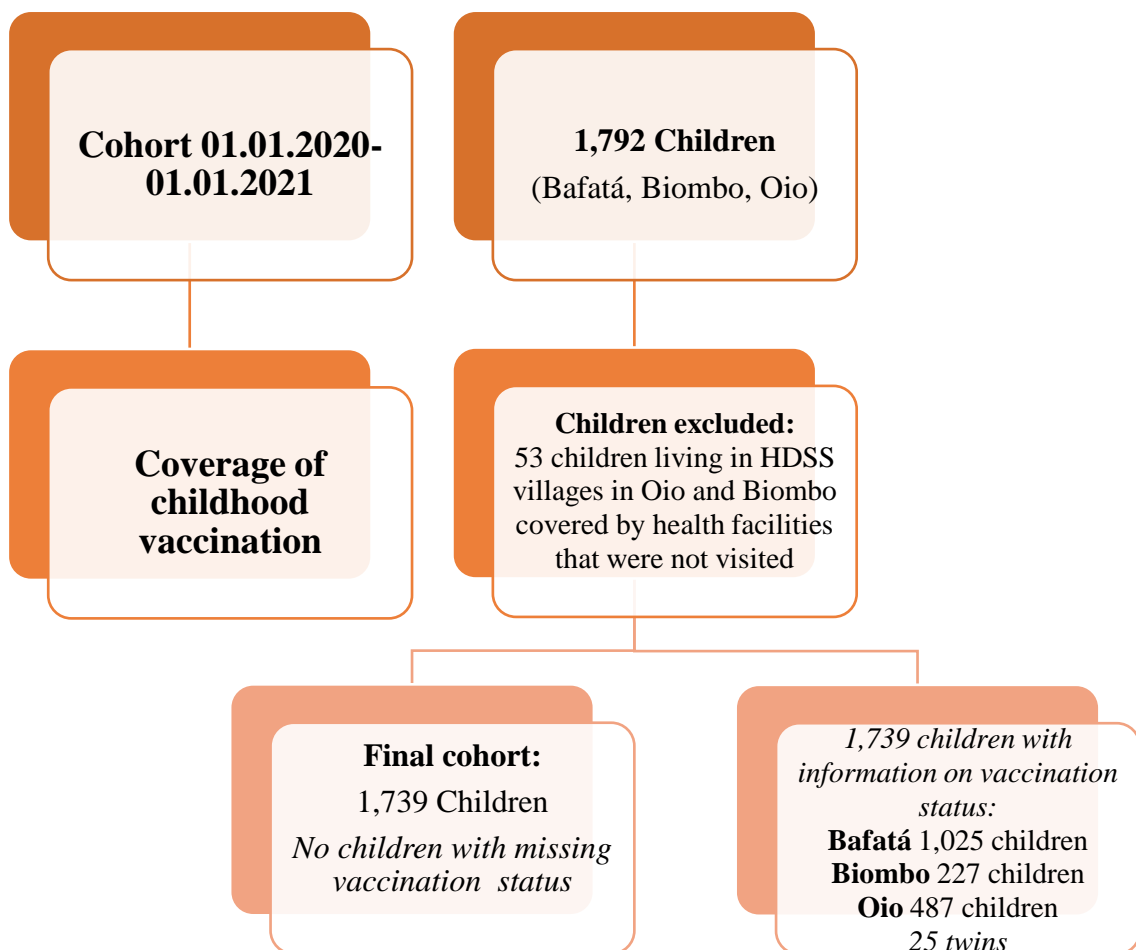 Cohort 01.01.2020-
01.01.2021
1,792 Children
(Bafatá, Biombo, Oio)
Coverage of
childhood
vaccination
Children excluded:
53 children living in HDSS
villages in Oio and Biombo
covered by health facilities
that were not visited
Final cohort:
1,739 Children
No children with missing
vaccination status
1,739 children with
information on vaccination
status:
Bafatá 1,025 children
Biombo 227 children
Oio 487 children
25 twins